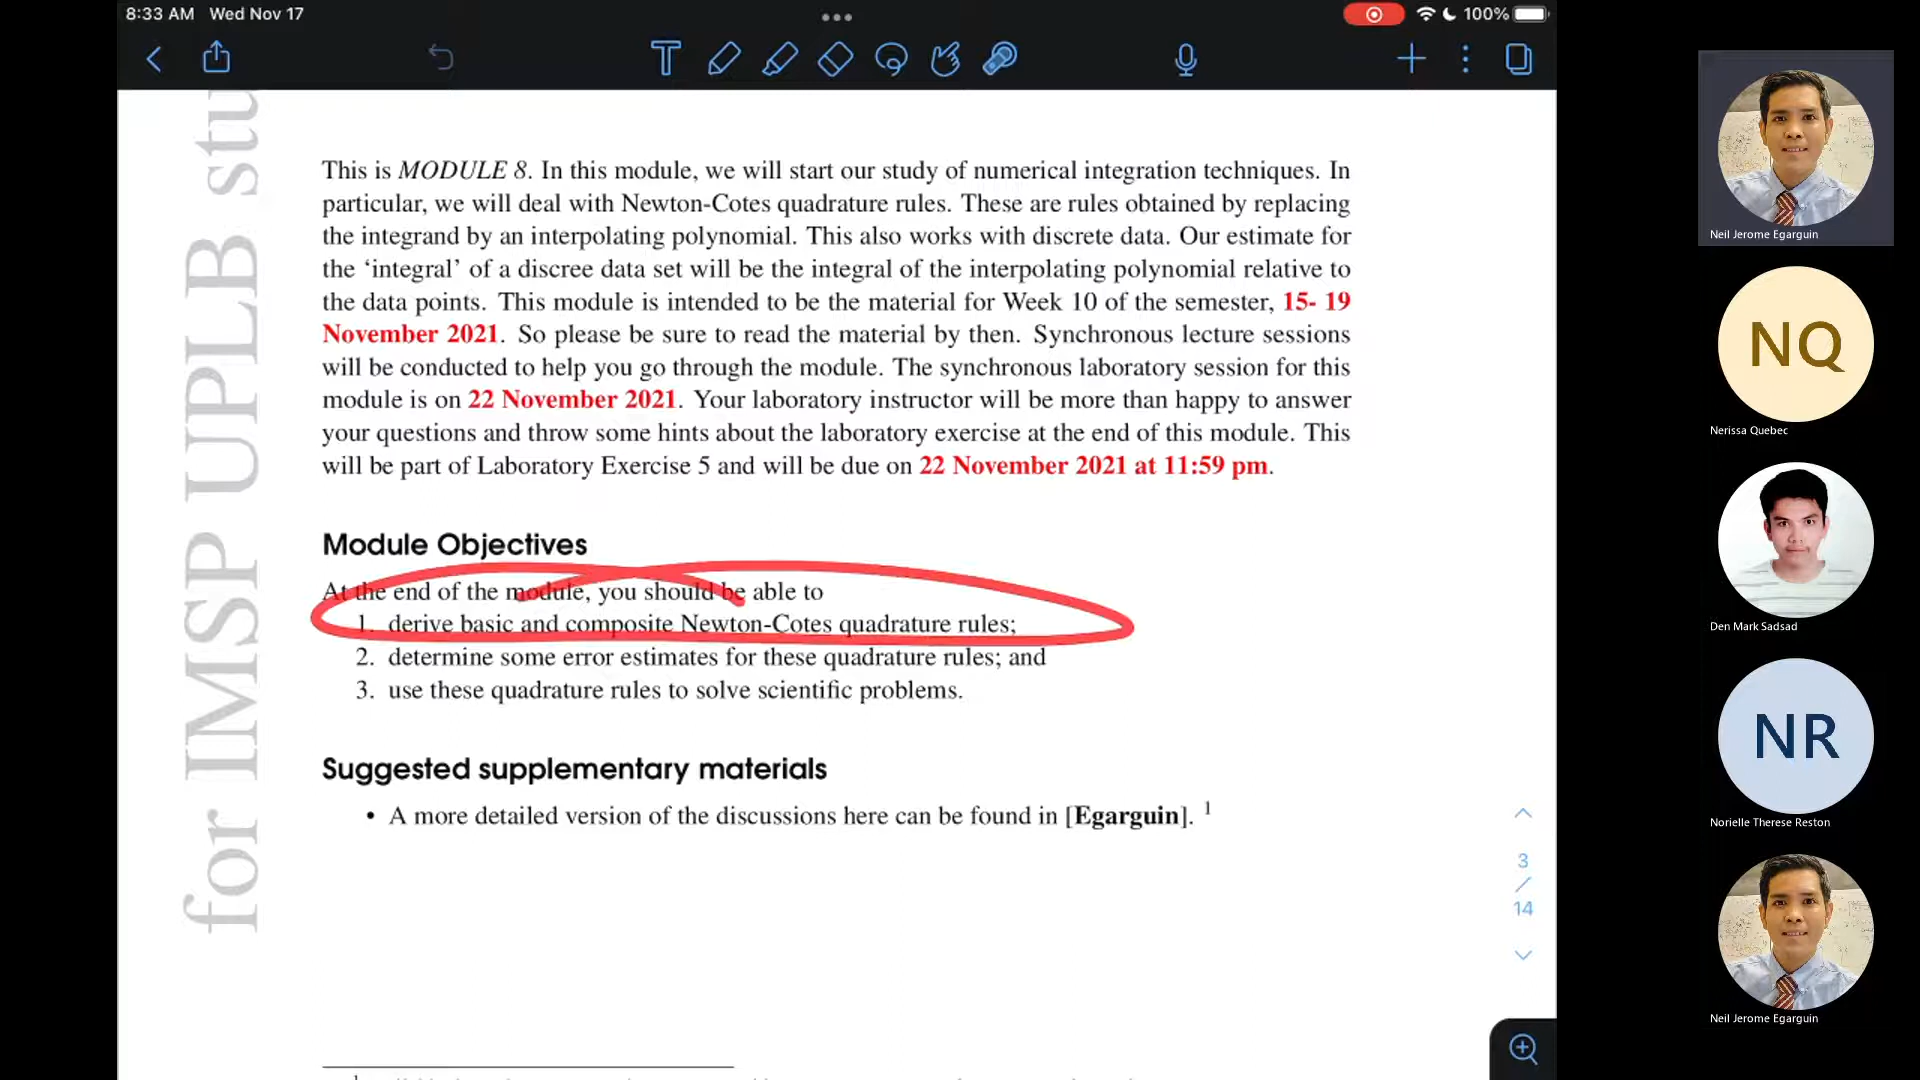 8:33 AM Wed Nov 17
100%
for IMSP UPLB stu
This is MODULE 8. In this module, we will start our study of numerical integration techniques. In
particular, we will deal with Newton-Cotes quadrature rules. These are rules obtained by replacing
the integrand by an interpolating polynomial. This also works with discrete data. Our estimate for
the ‘integral’ of a discree data set will be the integral of the interpolating polynomial relative to
the data points. This module is intended to be the material for Week 10 of the semester, 15- 19
November 2021. So please be sure to read the material by then. Synchronous lecture sessions
will be conducted to help you go through the module. The synchronous laboratory session for this
module is on 22 November 2021. Your laboratory instructor will be more than happy to answer
your questions and throw some hints about the laboratory exercise at the end of this module. This
will be part of Laboratory Exercise 5 and will be due on 22 November 2021 at 11:59 pm.
Module Objectives
At the end of the module, you should be able to
1. derive basic and composite Newton-Cotes quadrature rules;
2. determine some error estimates for these quadrature rules; and
3. use these quadrature rules to solve scientific problems.
Suggested supplementary materials
• A more detailed version of the discussions here can be found in [Egarguin]. 1
3
/
14
Neil Jerome Egarguin
NQ
Nerissa Quebec
Den Mark Sadsad
NR
Norielle Therese Reston
Neil Jerome Egarguin